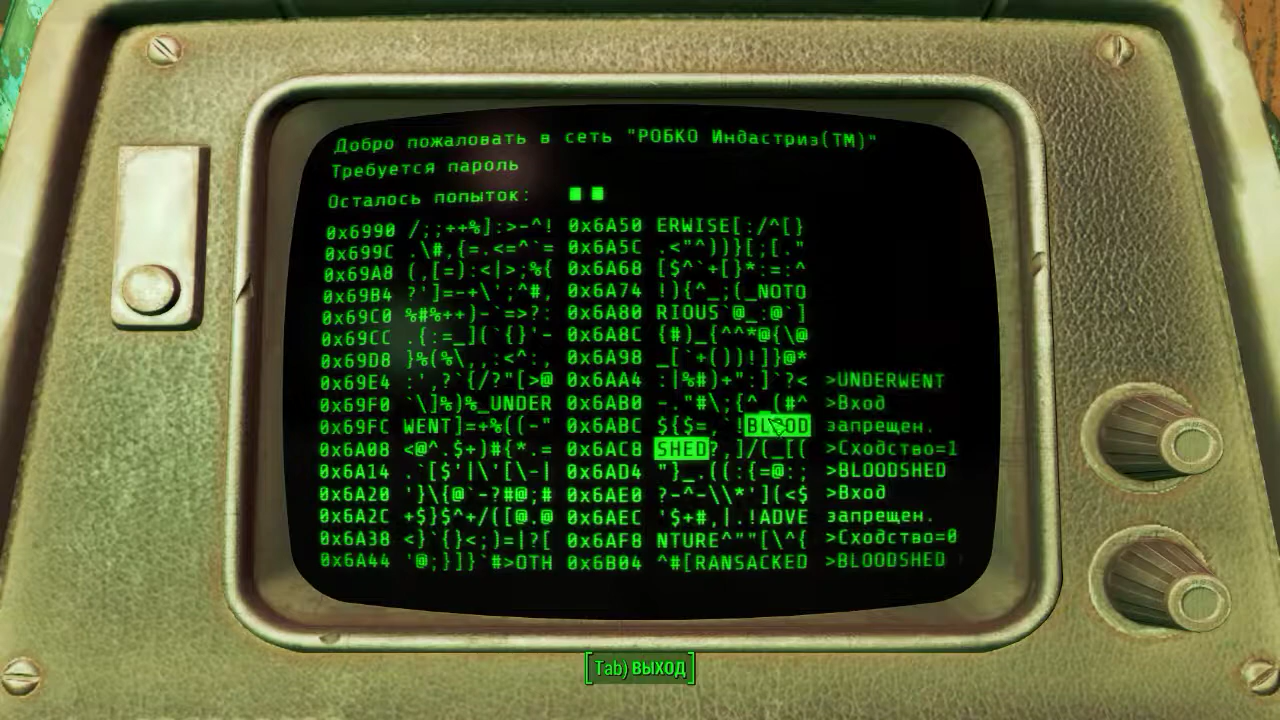 Добро пожаловать в сеть "РОБКО Индастриз(ТМ)"
Требуется пароль
Осталось попыток: ■ ■
0x6990 /;;++%]:>-^! 0x6A50 ERWISE[:/^[}
0x699C .\#,{=.<=^`= 0x6A5C .<"^))}[;[."
0x69A8 (,[=):<|>;%{ 0x6A68 [$^`+[}*:=:^
0x69B4 ?']=-+\';^#, 0x6A74 !){^_;(_NOTO
0x69C0 %#%++)-`=>?: 0x6A80 RIOUS`@_:@`]
0x69CC .{:=_](`{}'- 0x6A8C {#)_{^^*@{\@
0x69D8 }%(%\,,:<^:, 0x6A98 _[`+())!]}@*
0x69E4 :',?`{/?"[>@ 0x6AA4 :|%#)+":]`?< >UNDERWENT
0x69F0 `\]%)%_UNDER 0x6AB0 -."#\;{^_(#^ >Вход
0x69FC WENT]=+%((-" 0x6ABC ${$=,`!BLOOD запрещен.
0x6A08 <@^.$+)#{*.= 0x6AC8 SHED?,]/(_[( >Сходство=1
0x6A14 .`[$'|\'[\-| 0x6AD4 "}_.((:{=@:; >BLOODSHED
0x6A20 '}\{@`-?#@;# 0x6AE0 ?-^-\\*'](<$ >Вход
0x6A2C +$}$^+/([@.@ 0x6AEC '$+#,|.!ADVE запрещен.
0x6A38 <}`{}<;)=|?[ 0x6AF8 NTURE^""[\^{ >Сходство=0
0x6A44 '@;}]}`#>OTH 0x6B04 ^#[RANSACKED >BLOODSHED
[Tab) ВЫХОД]